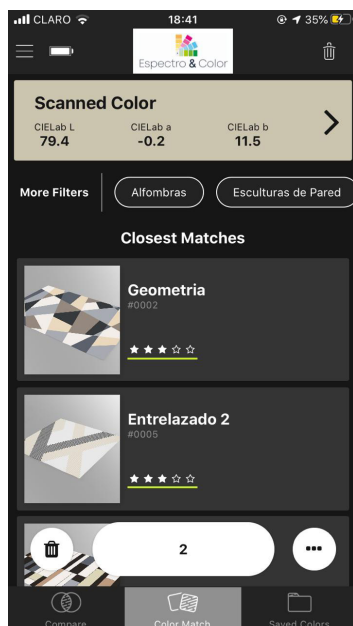 CLARO 18:41 35%
Espectro & Color
Scanned Color
CIELab L CIELab a CIELab b
79.4 -0.2 11.5
More Filters Alfombras Esculturas de Pared
Closest Matches
Geometria
#0002
Entrelazado 2
#0005
2
Compare Color Match Saved Colors